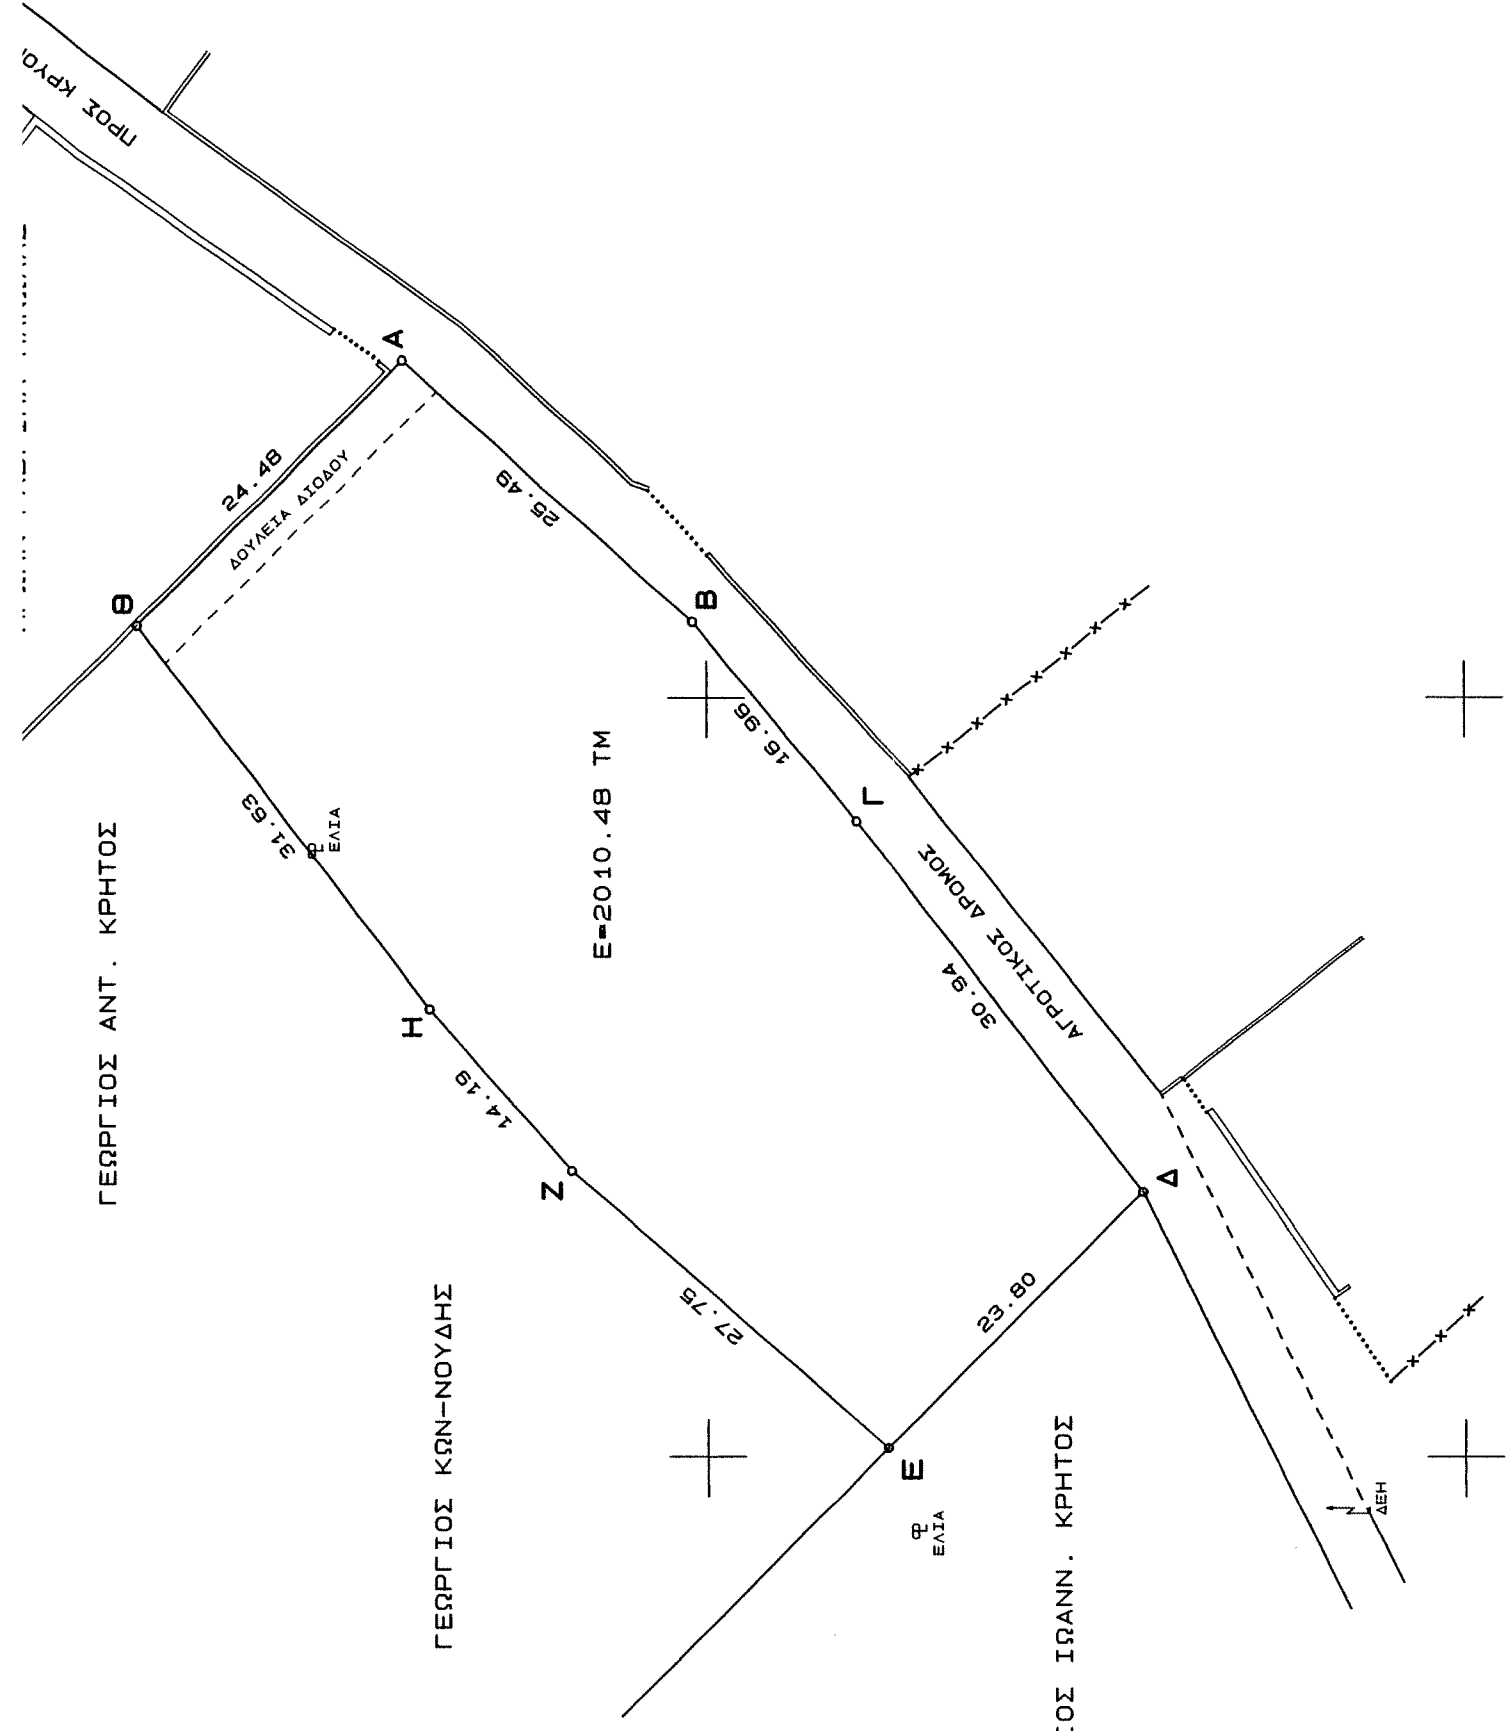 ΠΡΟΣ ΚΡΥΟ
Α
24.48
ΔΟΥΛΕΙΑ ΔΙΟΔΟΥ
25.49
Θ
Β
16.96
31.63
ΕΛΙΑ
Ε=2010.48 ΤΜ
Γ
ΑΓΡΟΤΙΚΟΣ ΔΡΟΜΟΣ
30.94
ΓΕΩΡΓΙΟΣ ΑΝΤ. ΚΡΗΤΟΣ
Η
14.19
Ζ
Δ
27.75
23.80
ΓΕΩΡΓΙΟΣ ΚΩΝ-ΝΟΥΔΗΣ
Ε
ΕΛΙΑ
ΔΕΗ
ΙΩΑΝΝ. ΚΡΗΤΟΣ